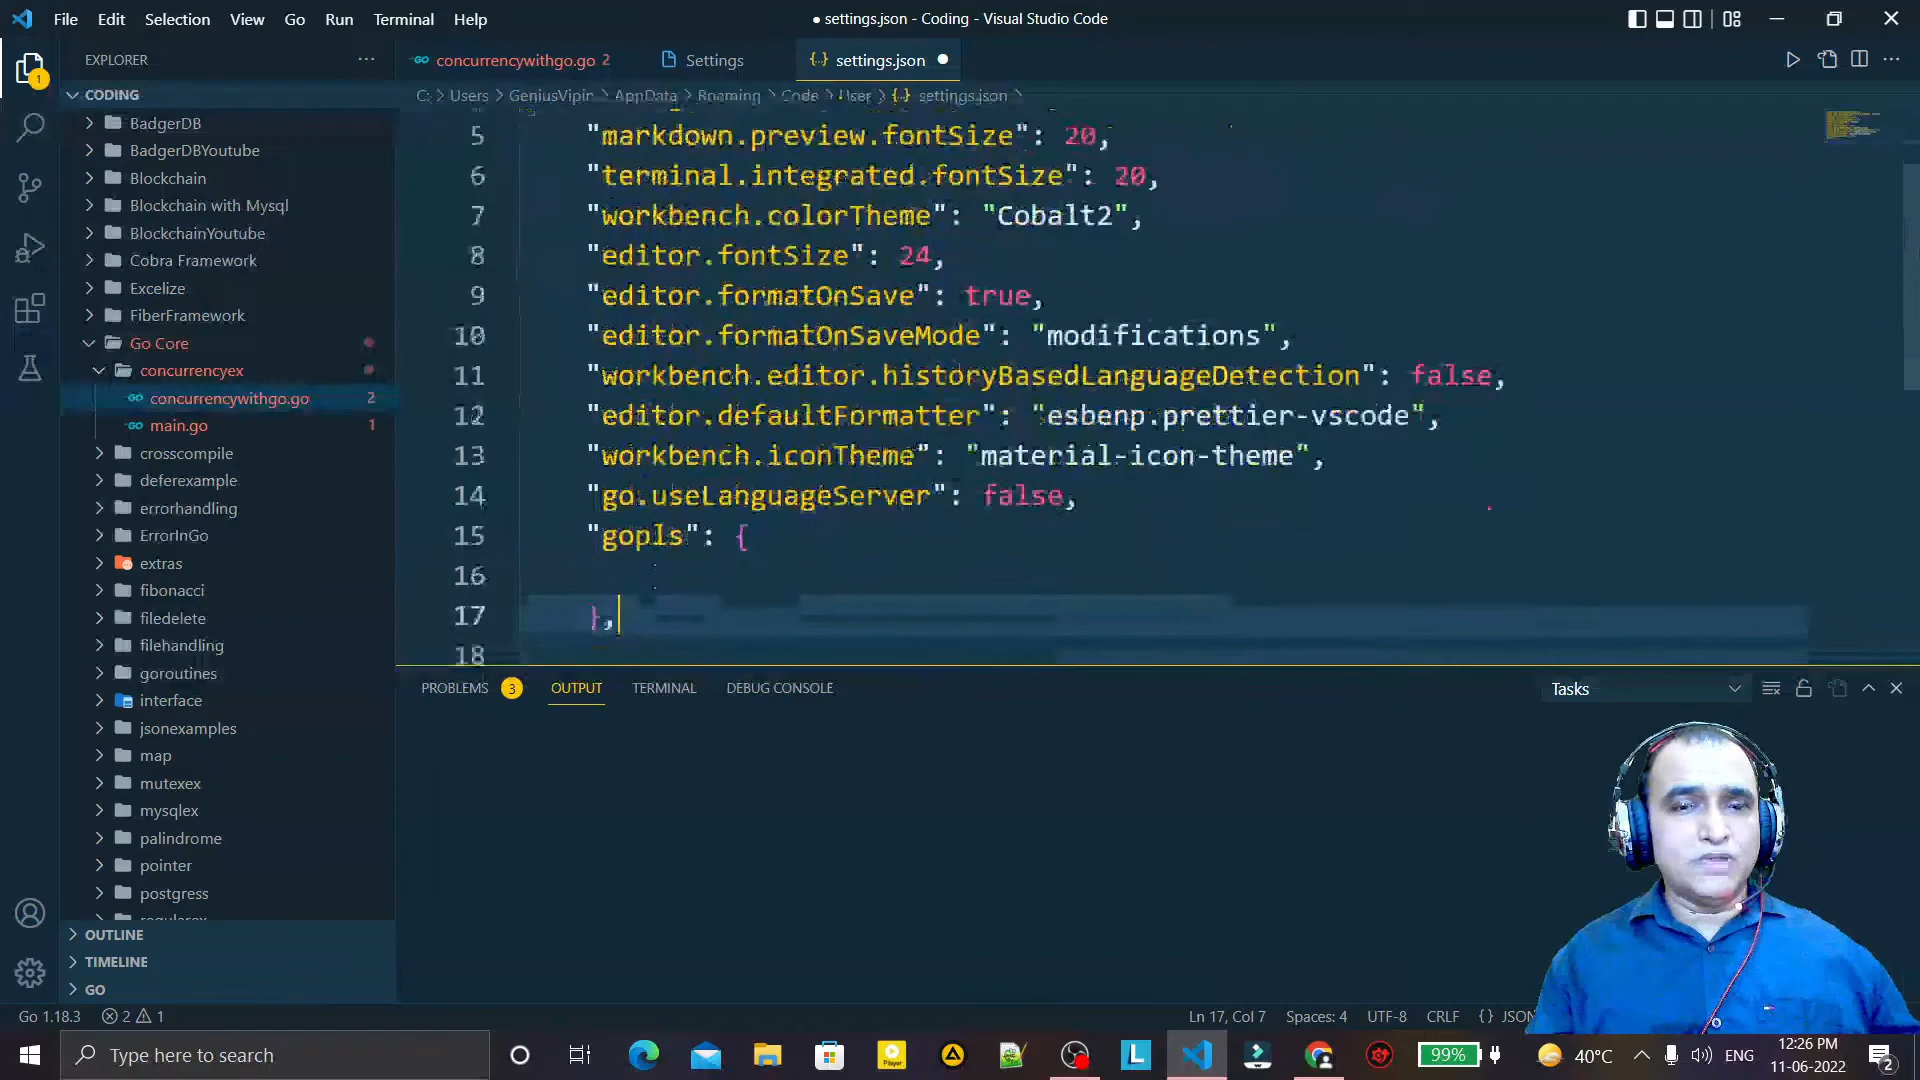 File Edit Selection View Go Run Terminal Help
● settings.json - Coding - Visual Studio Code
EXPLORER
CODING
BadgerDB
BadgerDBYoutube
Blockchain
Blockchain with Mysql
BlockchainYoutube
Cobra Framework
Excelize
FiberFramework
Go Core
concurrencyex
concurrencywithgo.go 2
main.go 1
crosscompile
deferexample
errorhandling
ErrorInGo
extras
fibonacci
filedelete
filehandling
goroutines
interface
jsonexamples
map
mutexex
mysqlex
palindrome
pointer
postgress
OUTLINE
TIMELINE
GO
concurrencywithgo.go 2 Settings {..} settings.json ●
C: > Users > GeniusVipin > AppData > Roaming > Code > User > {} settings.json >
5 "markdown.preview.fontSize": 20,
6 "terminal.integrated.fontSize": 20,
7 "workbench.colorTheme": "Cobalt2",
8 "editor.fontSize": 24,
9 "editor.formatOnSave": true,
10 "editor.formatOnSaveMode": "modifications",
11 "workbench.editor.historyBasedLanguageDetection": false,
12 "editor.defaultFormatter": "esbenp.prettier-vscode",
13 "workbench.iconTheme": "material-icon-theme",
14 "go.useLanguageServer": false,
15 "gopls": {
16
17 },
18
PROBLEMS 3 OUTPUT TERMINAL DEBUG CONSOLE
Tasks
Go 1.18.3 2 1
Ln 17, Col 7 Spaces: 4 UTF-8 CRLF {} JSON
Type here to search
99% 40°C ENG
12:26 PM
11-06-2022
2